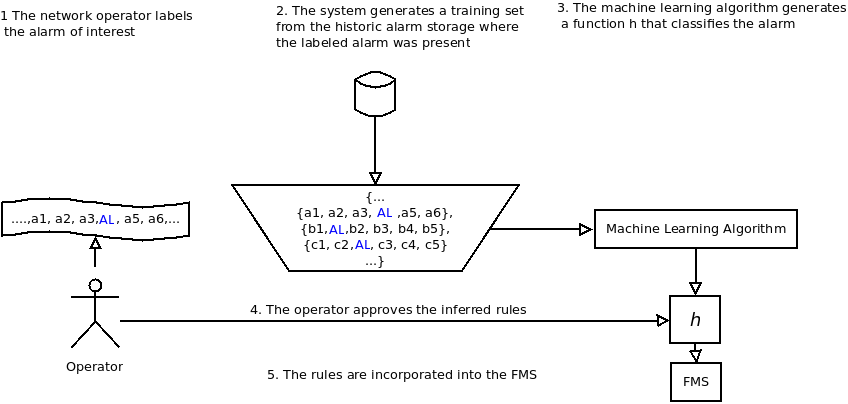 1 The network operator labels
the alarm of interest
2. The system generates a training set
from the historic alarm storage where
the labeled alarm was present
3. The machine learning algorithm generates
a function h that classifies the alarm
....,a1, a2, a3,AL, a5, a6,...
{...
{a1, a2, a3, AL ,a5, a6},
{b1,AL,b2, b3, b4, b5},
{c1, c2,AL, c3, c4, c5}
...}
Machine Learning Algorithm
4. The operator approves the inferred rules
h
Operator
5. The rules are incorporated into the FMS
FMS